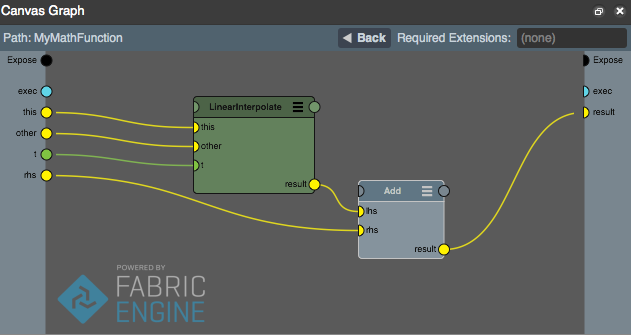 Canvas Graph
Path: MyMathFunction Back Required Extensions: (none)
Expose Expose
exec exec
this LinearInterpolate result
other this
t other
rhs t
result
Add
lhs
rhs
result
POWERED BY
FABRIC
ENGINE